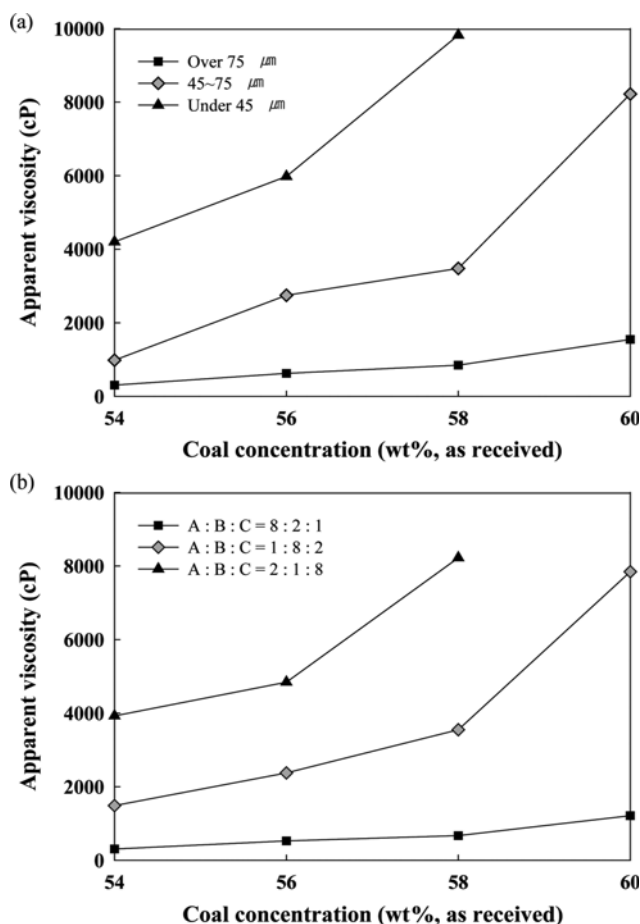 (a)
10000
8000
6000
4000
2000
0
Apparent viscosity (cP)
Over 75 ㎛
45~75 ㎛
Under 45 ㎛
54 56 58 60
Coal concentration (wt%, as received)
(b)
10000
8000
6000
4000
2000
0
Apparent viscosity (cP)
A : B : C = 8 : 2 : 1
A : B : C = 1 : 8 : 2
A : B : C = 2 : 1 : 8
54 56 58 60
Coal concentration (wt%, as received)